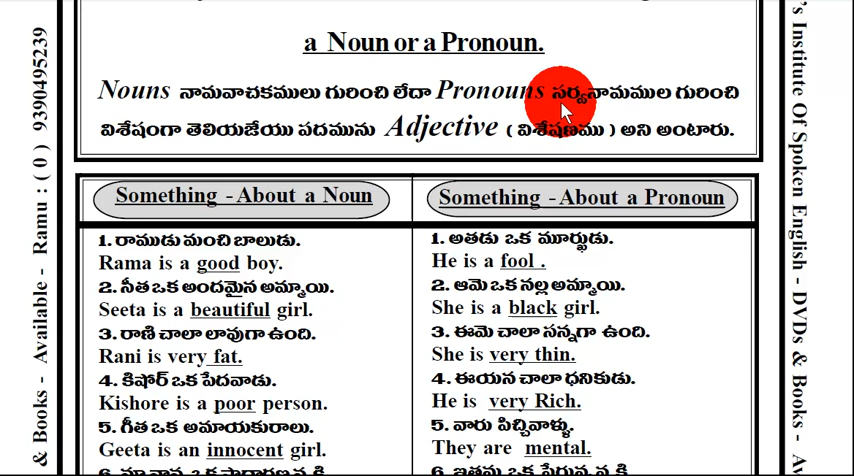 a Noun or a Pronoun.
Nouns నామవాచకములు గురించి లేదా Pronouns సర్వనామముల గురించి
విశేషంగా తెలియజేయు పదమును Adjective ( విశేషణము ) అని అంటారు.
Something - About a Noun
1. రాముడు మంచి బాలుడు.
Rama is a good boy.
2. సీత ఒక అందమైన అమ్మాయి.
Seeta is a beautiful girl.
3. రాణి చాలా లావుగా ఉంది.
Rani is very fat.
4. కిషోర్ ఒక పేదవాడు.
Kishore is a poor person.
5. గీత ఒక అమాయకురాలు.
Geeta is an innocent girl.
Something - About a Pronoun
1. అతడు ఒక మూర్ఖుడు.
He is a fool .
2. ఆమె ఒక నల్ల అమ్మాయి.
She is a black girl.
3. ఈమె చాలా సన్నగా ఉంది.
She is very thin.
4. ఈయన చాలా ధనికుడు.
He is very Rich.
5. వారు పిచ్చివాళ్ళు.
They are mental.
& Books - Available - Ramu : ( 0 ) 9390495239
's Institute Of Spoken English - DVDs & Books - Av